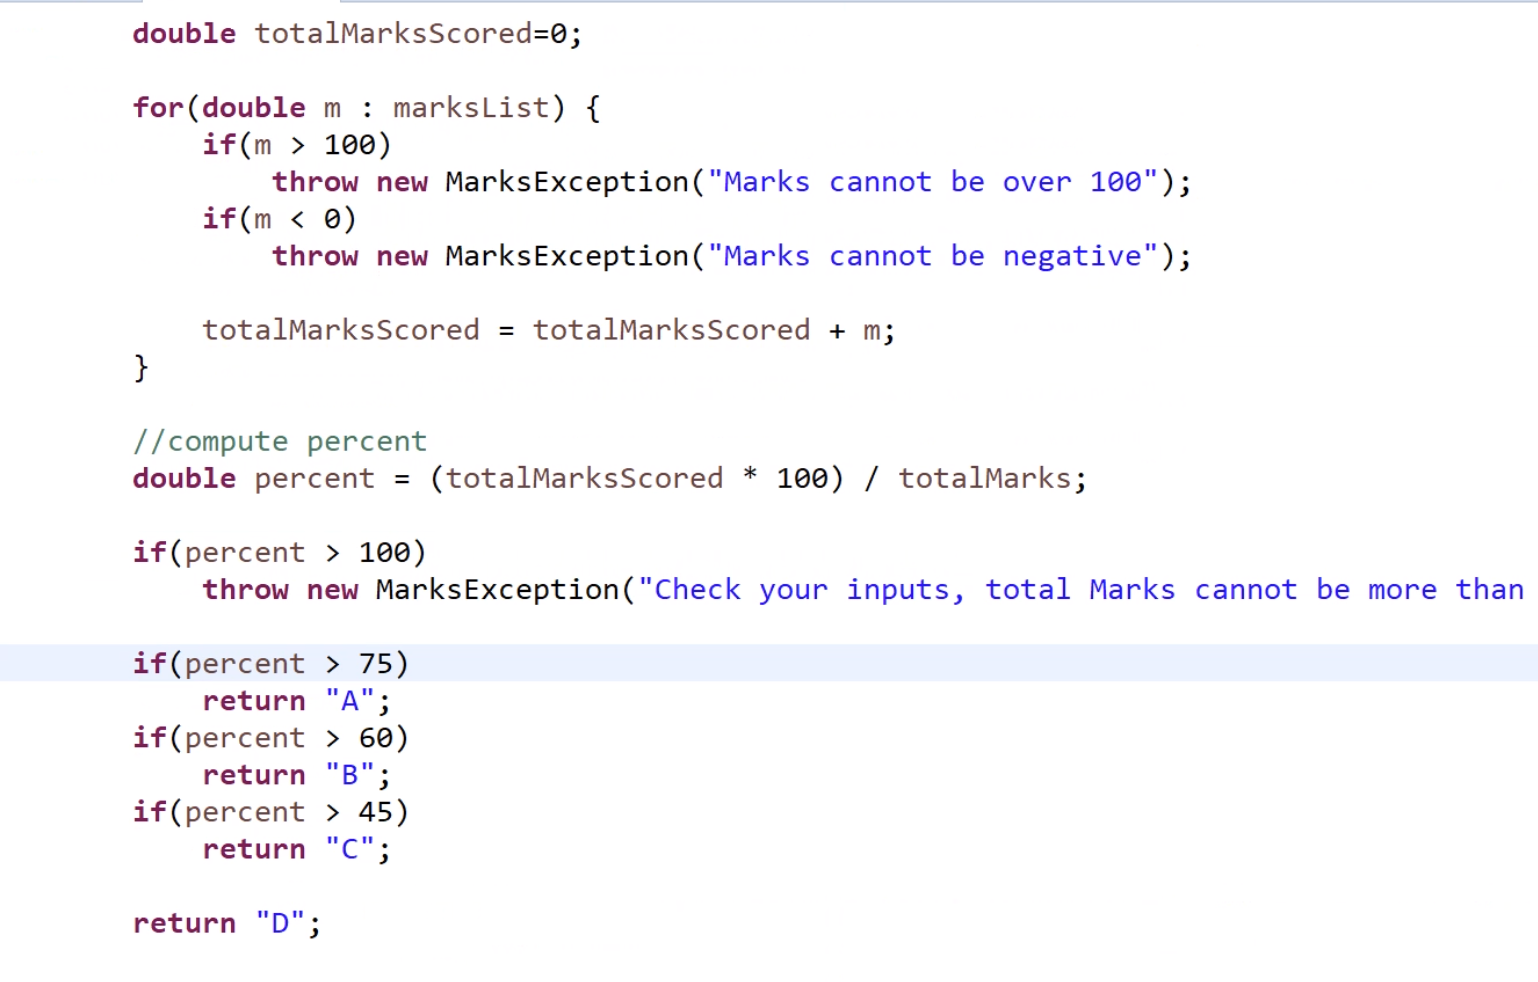 double totalMarksScored=0;
for(double m : marksList) {
if(m > 100)
throw new MarksException("Marks cannot be over 100");
if(m < 0)
throw new MarksException("Marks cannot be negative");
totalMarksScored = totalMarksScored + m;
}
//compute percent
double percent = (totalMarksScored * 100) / totalMarks;
if(percent > 100)
throw new MarksException("Check your inputs, total Marks cannot be more than
if(percent > 75)
return "A";
if(percent > 60)
return "B";
if(percent > 45)
return "C";
return "D";